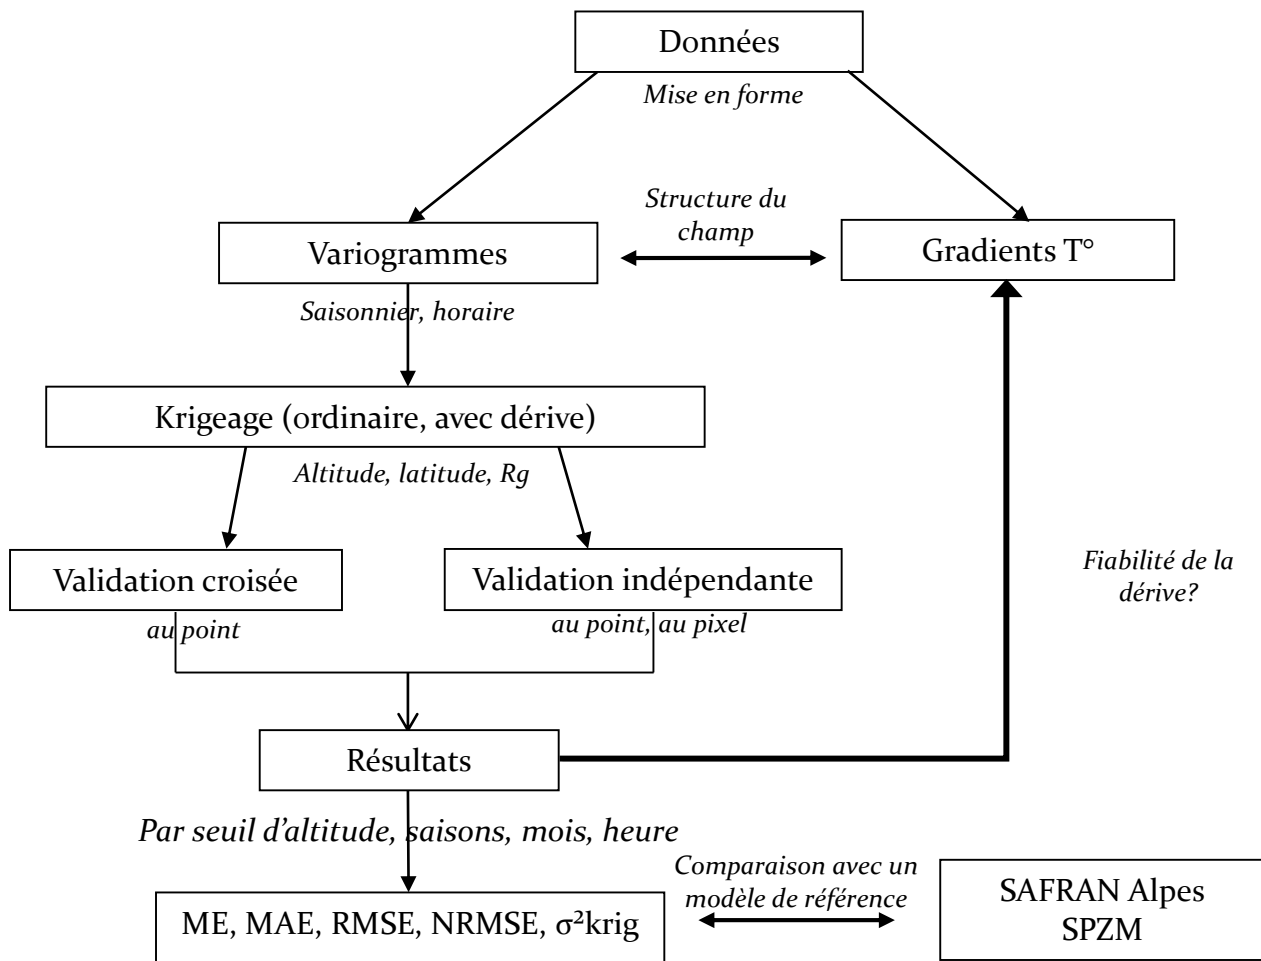 Données
Mise en forme
Structure du
champ
Variogrammes
Gradients T°
Saisonnier, horaire
Krigeage (ordinaire, avec dérive)
Altitude, latitude, Rg
Validation croisée
Validation indépendante
Fiabilité de la
dérive?
au point
au point, au pixel
Résultats
Par seuil d'altitude, saisons, mois, heure
Comparaison avec un
modèle de référence
ME, MAE, RMSE, NRMSE, σ²krig
SAFRAN Alpes
SPZM